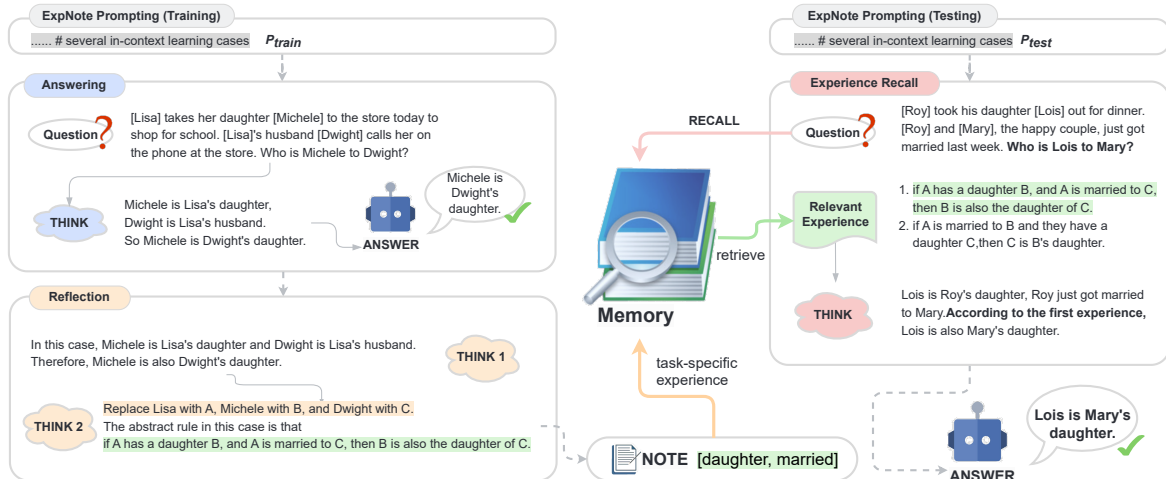 ExpNote Prompting (Training)
...... # several in-context learning cases P_train
Answering
Question
[Lisa] takes her daughter [Michele] to the store today to
shop for school. [Lisa]'s husband [Dwight] calls her on
the phone at the store. Who is Michele to Dwight?
THINK
Michele is Lisa's daughter,
Dwight is Lisa's husband.
So Michele is Dwight's daughter.
ANSWER
Michele is
Dwight's
daughter.
Reflection
In this case, Michele is Lisa's daughter and Dwight is Lisa's husband.
Therefore, Michele is also Dwight's daughter.
THINK 1
THINK 2
Replace Lisa with A, Michele with B, and Dwight with C.
The abstract rule in this case is that
if A has a daughter B, and A is married to C, then B is also the daughter of C.
NOTE [daughter, married]
task-specific
experience
Memory
RECALL
retrieve
ExpNote Prompting (Testing)
...... # several in-context learning cases P_test
Experience Recall
Question
[Roy] took his daughter [Lois] out for dinner.
[Roy] and [Mary], the happy couple, just got
married last week. Who is Lois to Mary?
Relevant
Experience
1. if A has a daughter B, and A is married to C,
then B is also the daughter of C.
2. if A is married to B and they have a
daughter C,then C is B's daughter.
THINK
Lois is Roy's daughter, Roy just got married
to Mary.According to the first experience,
Lois is also Mary's daughter.
ANSWER
Lois is Mary's
daughter.